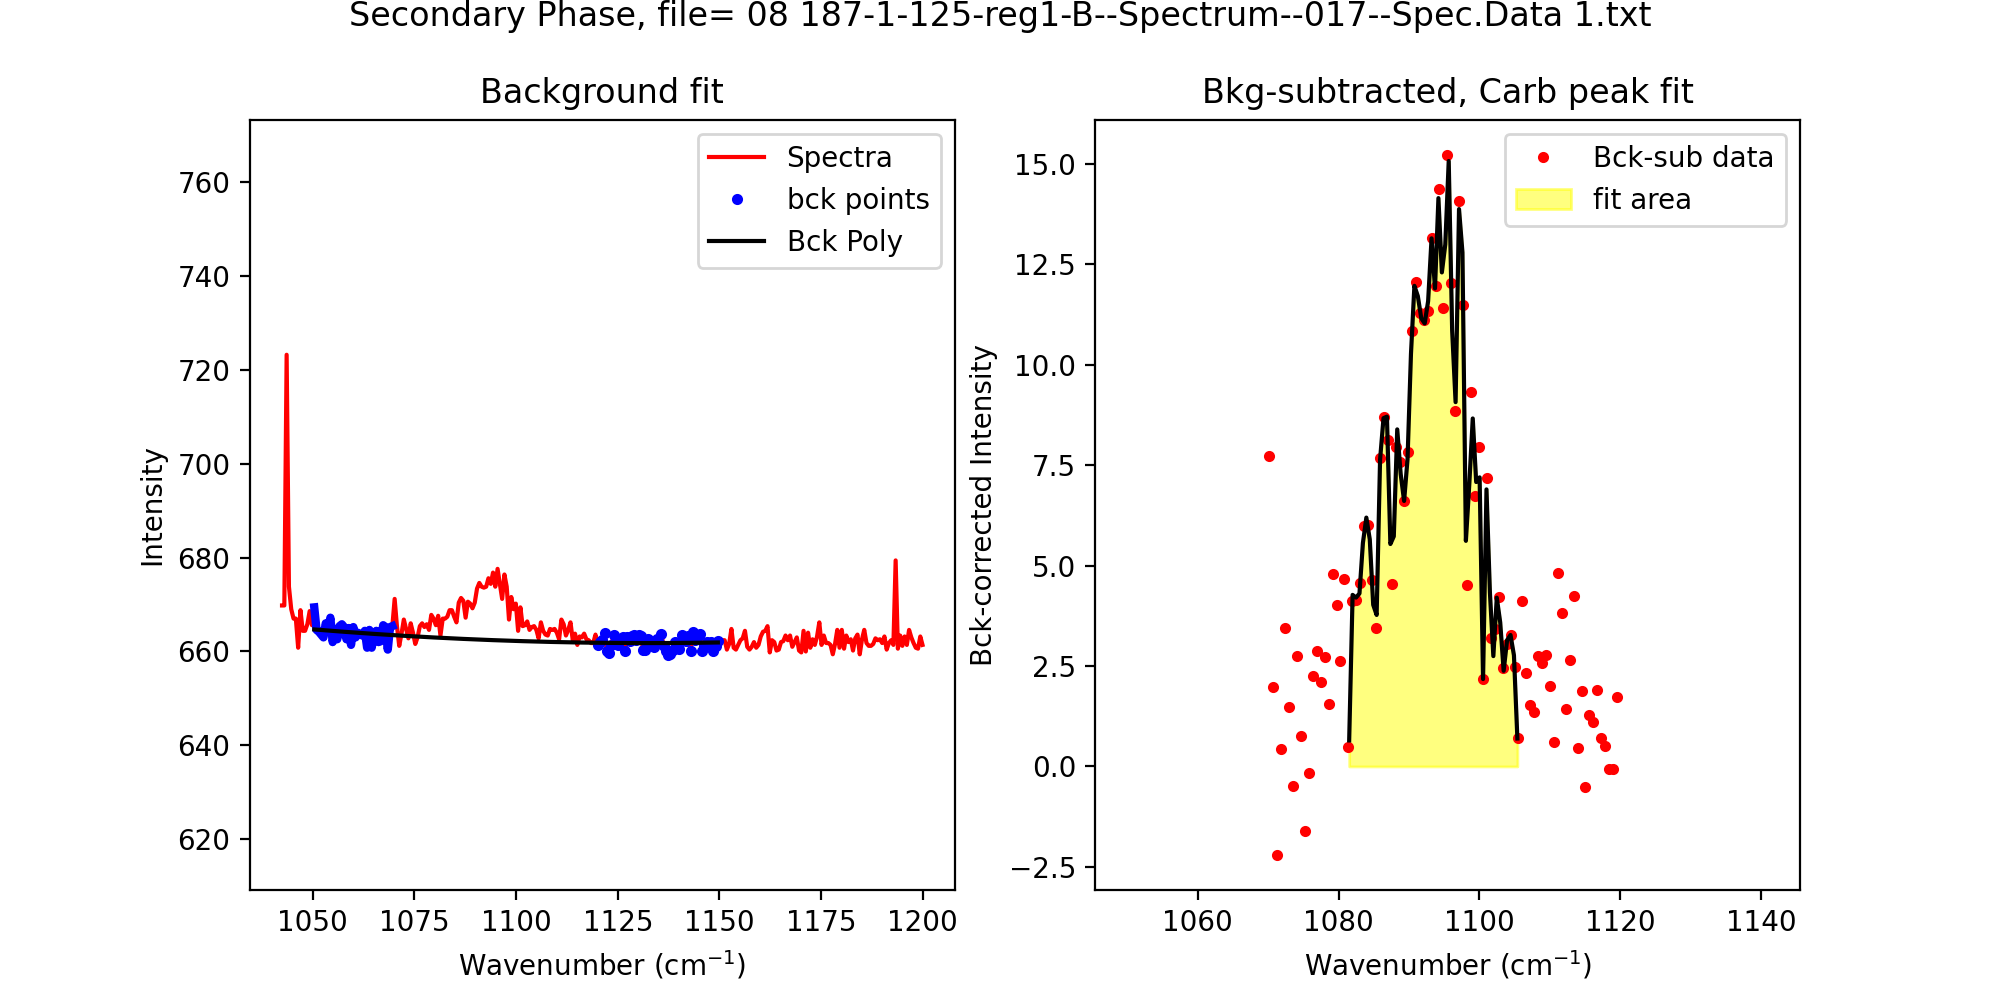 Secondary Phase, file= 08 187-1-125-reg1-B--Spectrum--017--Spec.Data 1.txt
Background fit
Spectra
bck points
Bck Poly
760
740
720
700
680
660
640
620
Intensity
1050 1075 1100 1125 1150 1175 1200
Wavenumber (cm⁻¹)
Bkg-subtracted, Carb peak fit
Bck-sub data
fit area
15.0
12.5
10.0
7.5
5.0
2.5
0.0
−2.5
Bck-corrected Intensity
1060 1080 1100 1120 1140
Wavenumber (cm⁻¹)